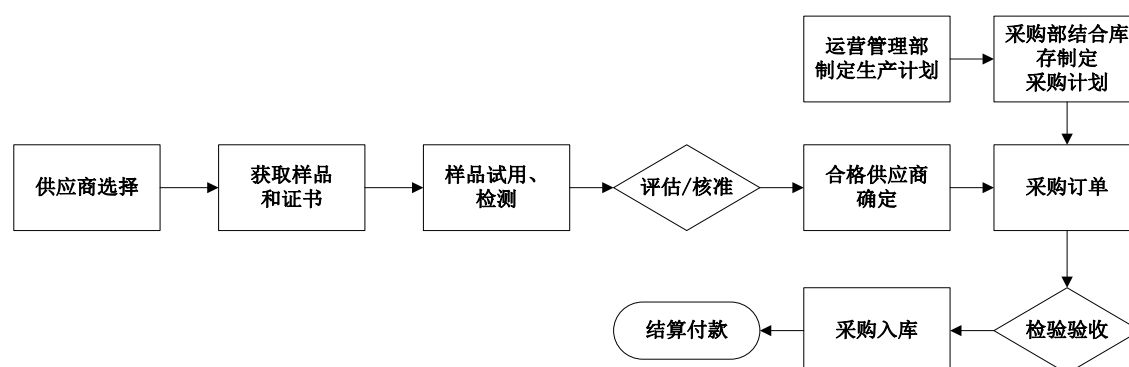 运营管理部
制定生产计划
采购部结合库
存制定
采购计划
供应商选择
获取样品
和证书
样品试用、
检测
评估/核准
合格供应商
确定
采购订单
结算付款
采购入库
检验验收